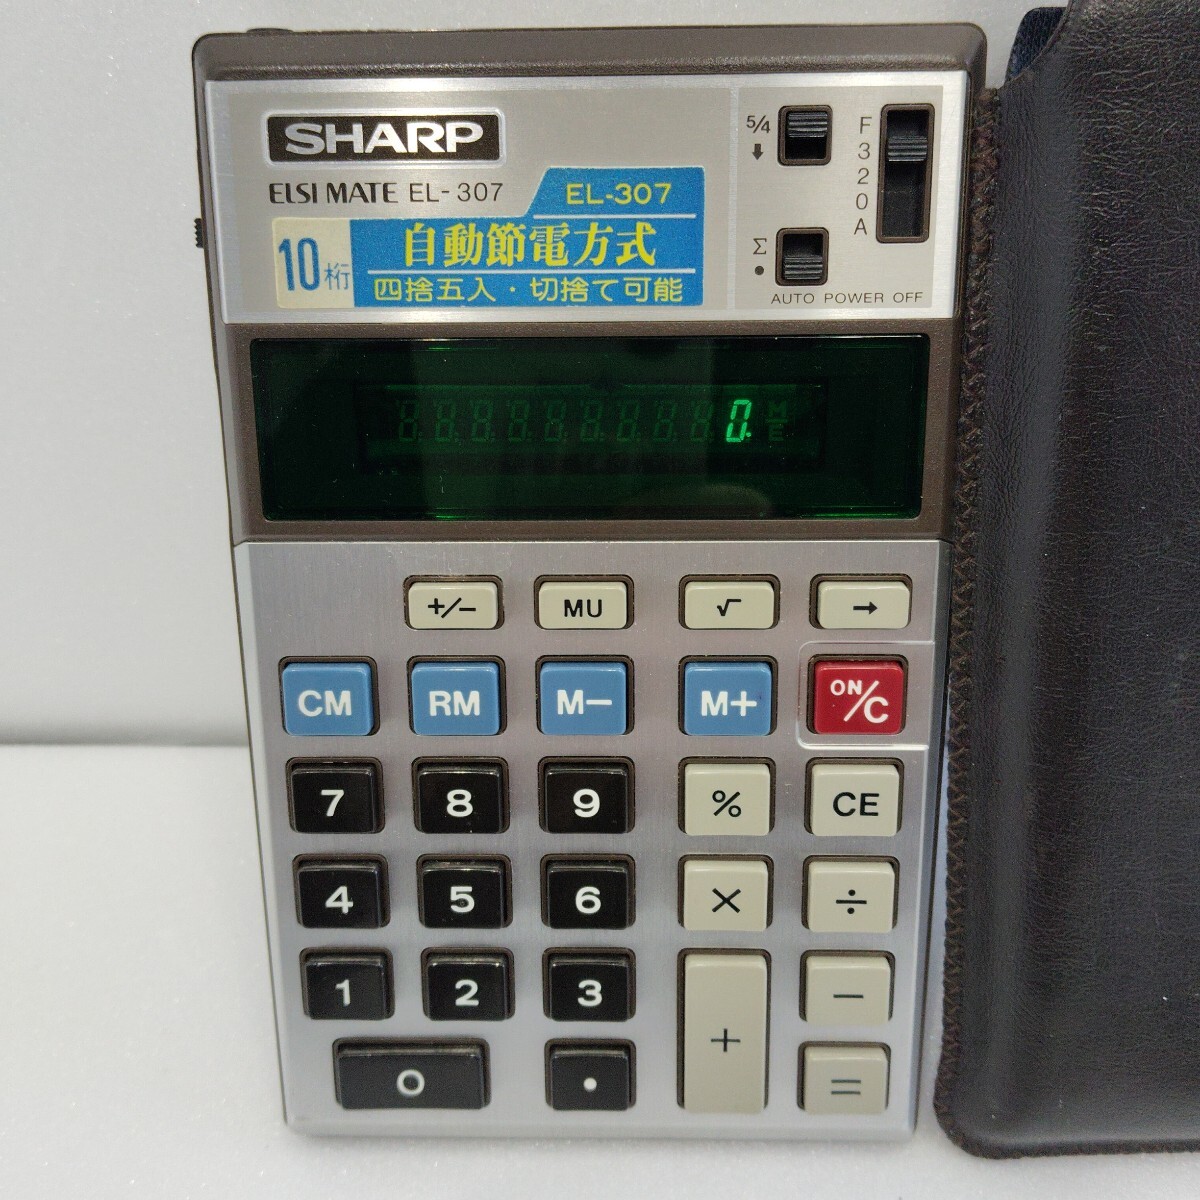 SHARP
ELSI MATE EL-307
EL-307
10桁
自動節電方式
四捨五入・切捨て可能
5/4
↓
F
3
2
0
A
Σ
•
AUTO POWER OFF
0. M
E
+/− MU √ →
CM RM M− M+ ON/C
7 8 9 % CE
4 5 6 × ÷
1 2 3 −
0 . + =